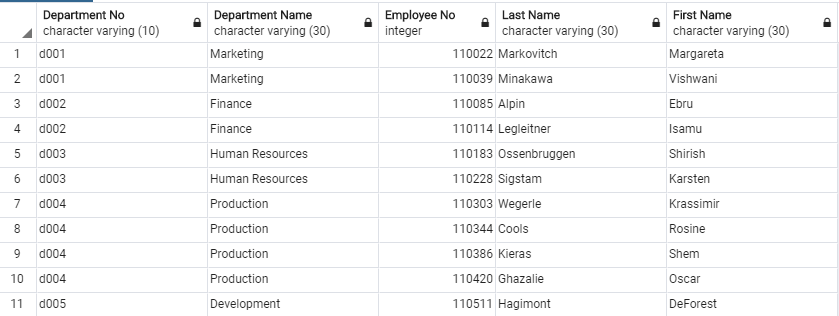 Department No Department Name Employee No Last Name First Name
character varying (10) character varying (30) integer character varying (30) character varying (30)
1 d001 Marketing 110022 Markovitch Margareta
2 d001 Marketing 110039 Minakawa Vishwani
3 d002 Finance 110085 Alpin Ebru
4 d002 Finance 110114 Legleitner Isamu
5 d003 Human Resources 110183 Ossenbruggen Shirish
6 d003 Human Resources 110228 Sigstam Karsten
7 d004 Production 110303 Wegerle Krassimir
8 d004 Production 110344 Cools Rosine
9 d004 Production 110386 Kieras Shem
10 d004 Production 110420 Ghazalie Oscar
11 d005 Development 110511 Hagimont DeForest